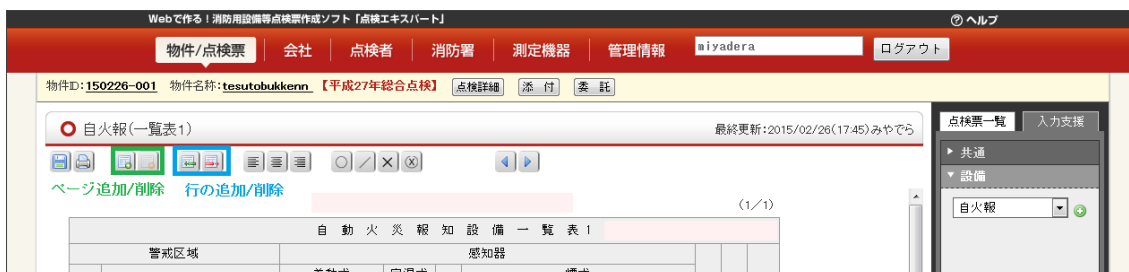 Webで作る！消防用設備等点検票作成ソフト「点検エキスパート」
ヘルプ
物件/点検票 会社 点検者 消防署 測定機器 管理情報 miyadera ログアウト
物件ID:150226-001 物件名称:tesutobukkenn 【平成27年総合点検】 点検詳細 添 付 委 託
自火報(一覧表1) 最終更新:2015/02/26(17:45)みやでら
点検票一覧 入力支援
共通
設備
自火報
ページ追加/削除 行の追加/削除
(1/1)
自 動 火 災 報 知 設 備 一 覧 表 1
警戒区域 感知器